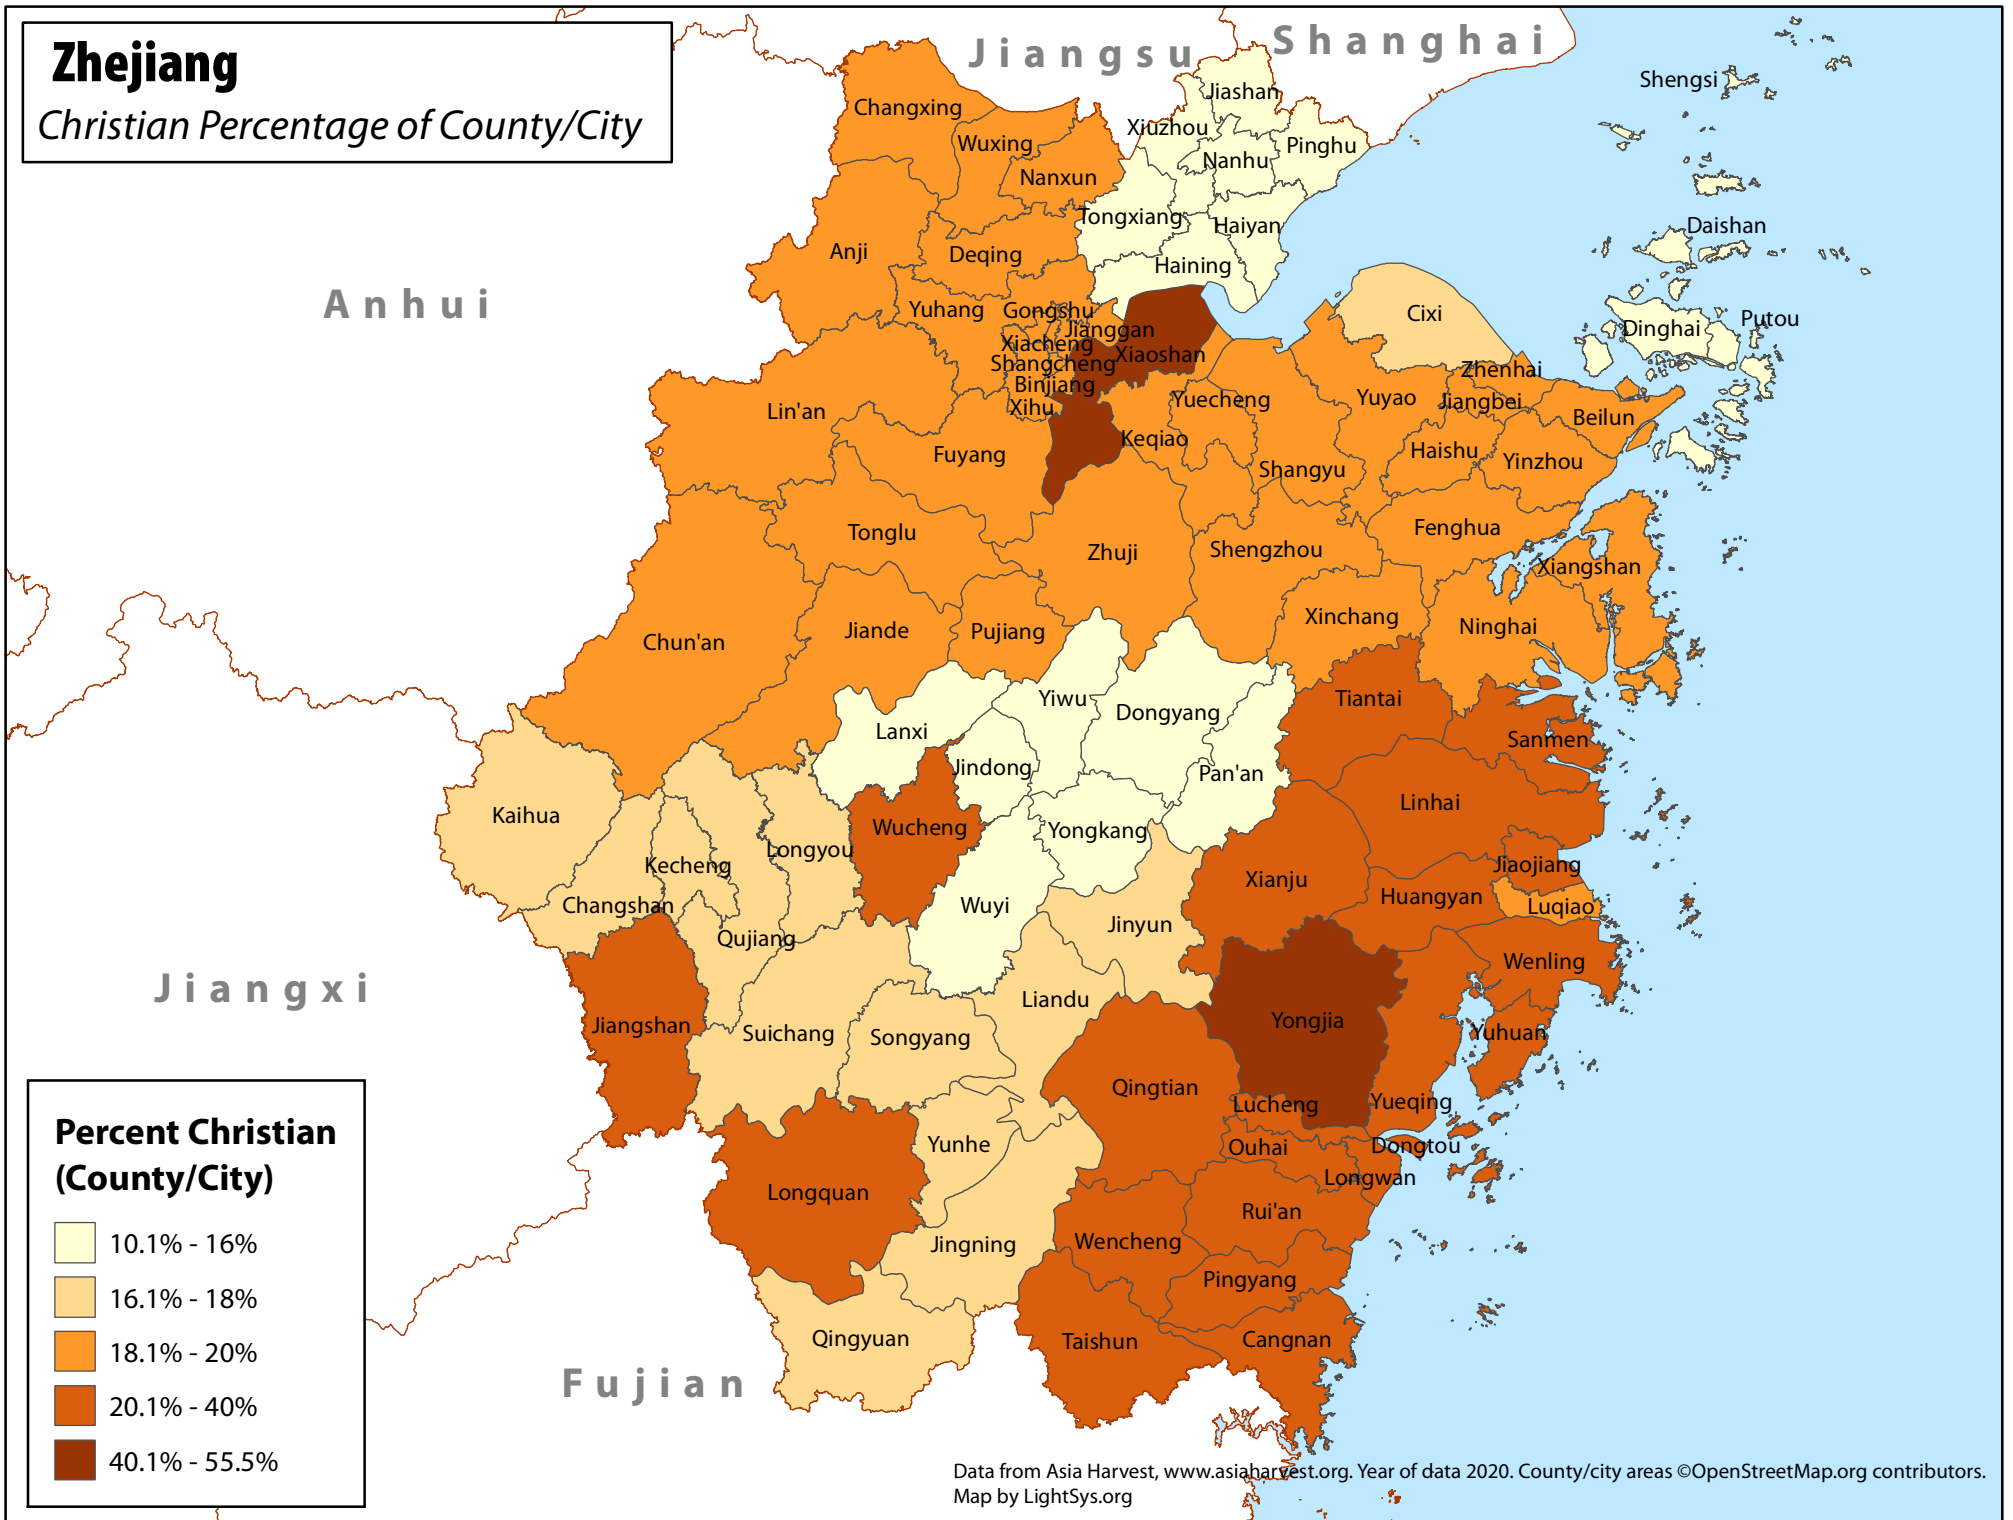 Zhejiang
Christian Percentage of County/City
Jiangsu
Shanghai
Anhui
Jiangxi
Fujian
Shengsi
Jiashan
Changxing
Xiuzhou
Wuxing
Pinghu
Nanhu
Nanxun
Tongxiang
Haiyan
Daishan
Anji
Deqing
Haining
Yuhang
Gongshu
Cixi
Putuo
Dinghai
Jianggan
Xiacheng
Xiaoshan
Shangcheng
Zhenhai
Binjiang
Lin'an
Xihu
Yuecheng
Yuyao
Jiangbei
Beilun
Keqiao
Fuyang
Haishu
Yinzhou
Shangyu
Tonglu
Fenghua
Zhuji
Shengzhou
Xiangshan
Xinchang
Ninghai
Chun'an
Jiande
Pujiang
Yiwu
Tiantai
Dongyang
Lanxi
Sanmen
Jindong
Pan'an
Linhai
Kaihua
Wucheng
Yongkang
Longyou
Kecheng
Jiaojiang
Xianju
Huangyan
Changshan
Wuyi
Luqiao
Jinyun
Qujiang
Wenling
Liandu
Jiangshan
Suichang
Songyang
Yongjia
Yuhuan
Qingtian
Lucheng
Yueqing
Yunhe
Ouhai
Dongtou
Longwan
Longquan
Rui'an
Jingning
Wencheng
Pingyang
Qingyuan
Taishun
Cangnan
Percent Christian
(County/City)
10.1% - 16%
16.1% - 18%
18.1% - 20%
20.1% - 40%
40.1% - 55.5%
Data from Asia Harvest, www.asiaharvest.org. Year of data 2020. County/city areas ©OpenStreetMap.org contributors.
Map by LightSys.org